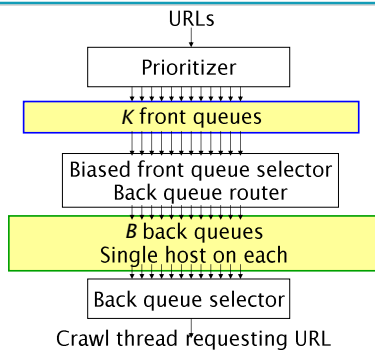 URLs
Prioritizer
K front queues
Biased front queue selector
Back queue router
B back queues
Single host on each
Back queue selector
Crawl thread requesting URL